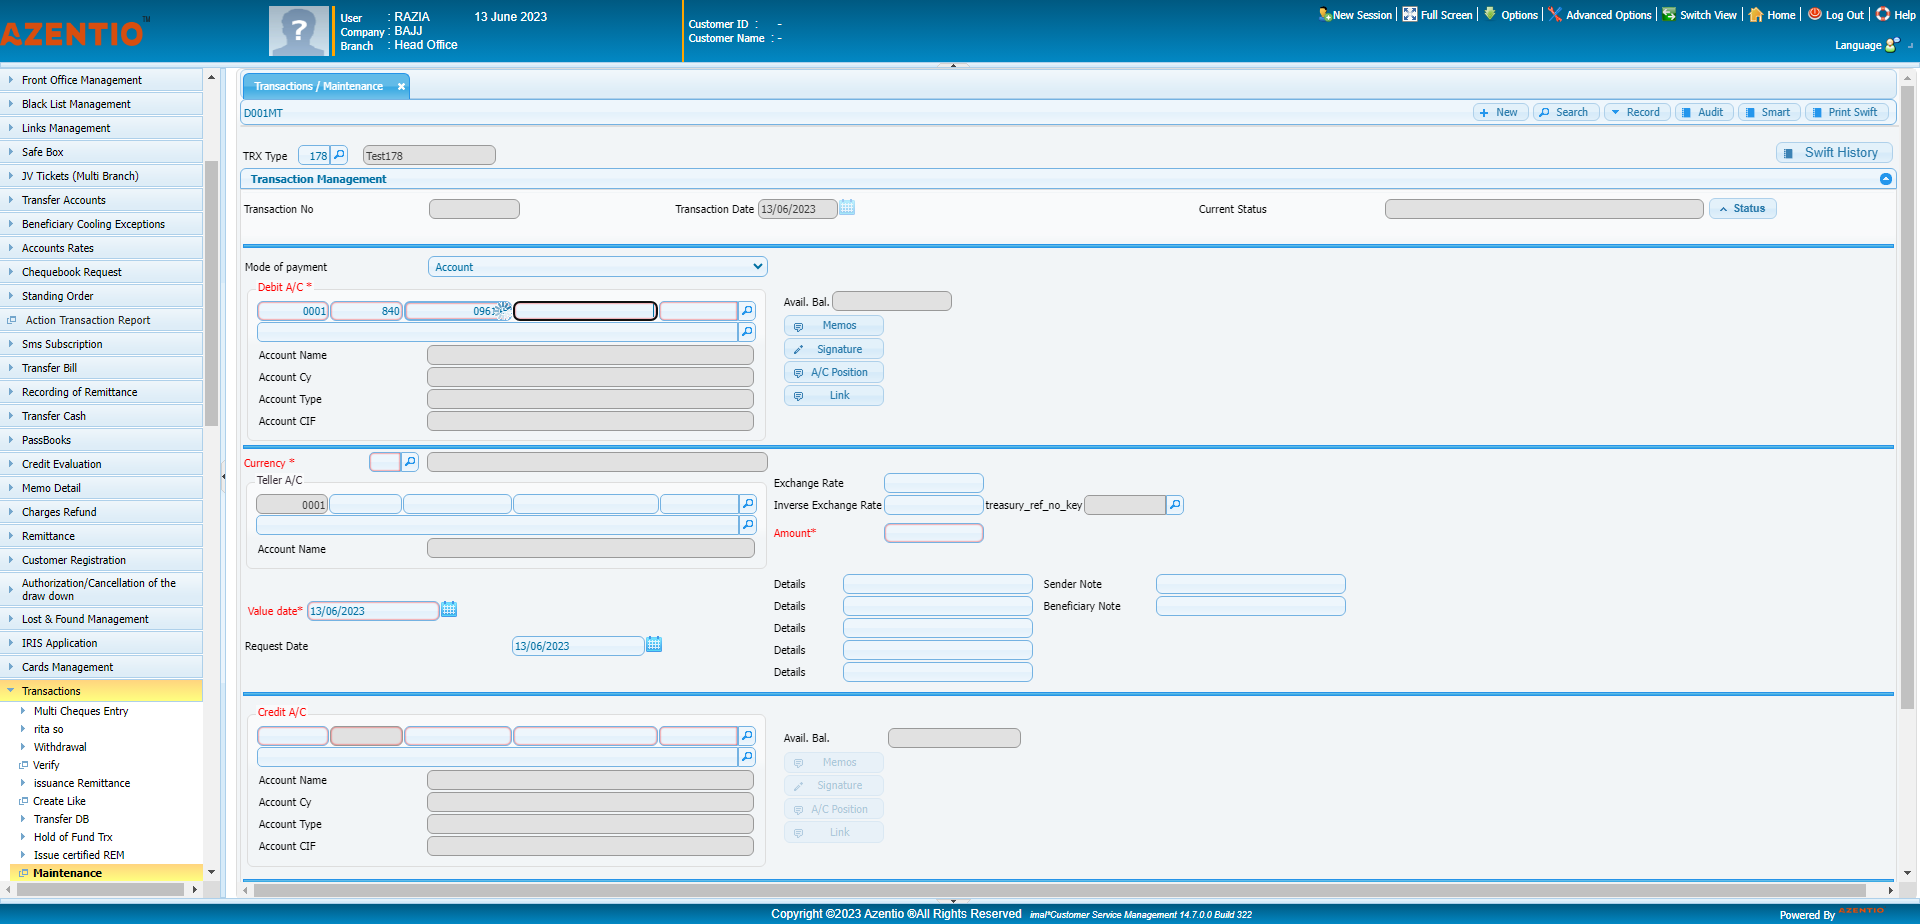 AZENTIO™
User : RAZIA 13 June 2023
Company : BAJJ
Branch : Head Office
Customer ID : -
Customer Name : -
New Session Full Screen Options Advanced Options Switch View Home Log Out Help
Language
Front Office Management
Black List Management
Links Management
Safe Box
JV Tickets (Multi Branch)
Transfer Accounts
Beneficiary Cooling Exceptions
Accounts Rates
Chequebook Request
Standing Order
Action Transaction Report
Sms Subscription
Transfer Bill
Recording of Remittance
Transfer Cash
PassBooks
Credit Evaluation
Memo Detail
Charges Refund
Remittance
Customer Registration
Authorization/Cancellation of the
draw down
Lost & Found Management
IRIS Application
Cards Management
Transactions
Multi Cheques Entry
rita so
Withdrawal
Verify
issuance Remittance
Create Like
Transfer DB
Hold of Fund Trx
Issue certified REM
Maintenance
Transactions / Maintenance
D001MT
New Search Record Audit Smart Print Swift
TRX Type 178 Test178
Swift History
Transaction Management
Transaction No
Transaction Date 13/06/2023
Current Status
Status
Mode of payment Account
Debit A/C *
0001 840 0961
Avail. Bal.
Memos
Signature
A/C Position
Link
Account Name
Account Cy
Account Type
Account CIF
Currency *
Teller A/C
0001
Account Name
Exchange Rate
Inverse Exchange Rate treasury_ref_no_key
Amount*
Details
Sender Note
Details
Beneficiary Note
Details
Details
Details
Value date* 13/06/2023
Request Date 13/06/2023
Credit A/C
Avail. Bal.
Memos
Signature
A/C Position
Link
Account Name
Account Cy
Account Type
Account CIF
Copyright ©2023 Azentio ®All Rights Reserved imal*Customer Service Management 14.7.0.0 Build 322
Powered By AZENTIO